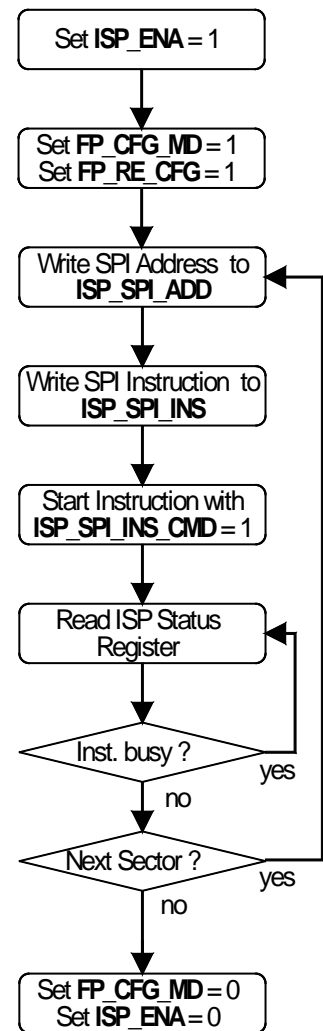 Set ISP_ENA = 1
Set FP_CFG_MD = 1
Set FP_RE_CFG = 1
Write SPI Address to
ISP_SPI_ADD
Write SPI Instruction to
ISP_SPI_INS
Start Instruction with
ISP_SPI_INS_CMD = 1
Read ISP Status
Register
Inst. busy ?
yes
no
Next Sector ?
yes
no
Set FP_CFG_MD = 0
Set ISP_ENA = 0